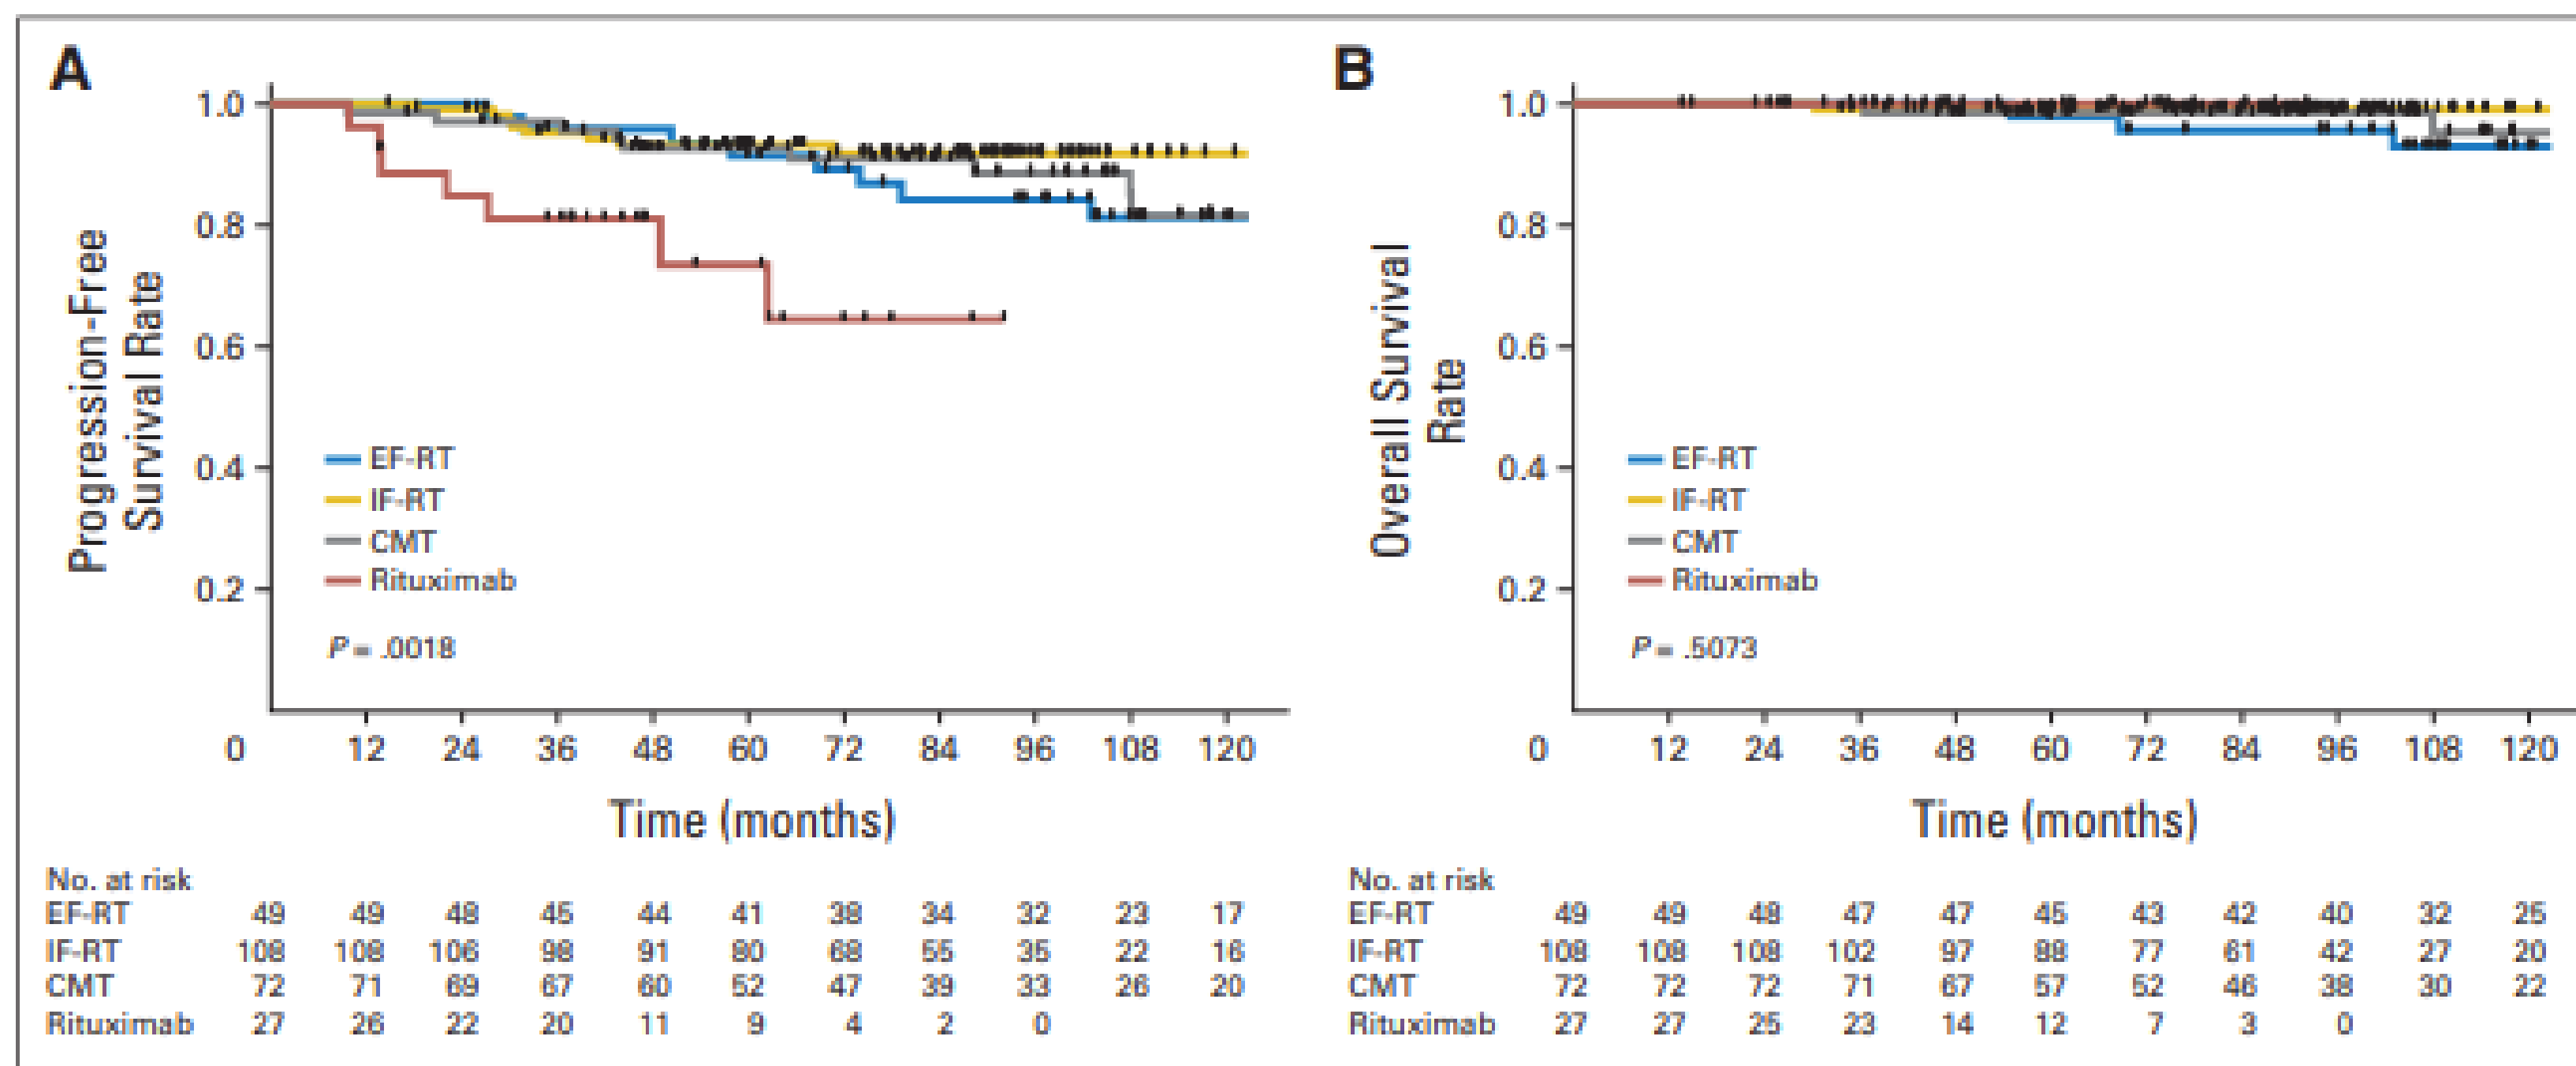 A
Progression-Free
Survival Rate
1.0
0.8
0.6
0.4
0.2
EF-RT
IF-RT
CMT
Rituximab
P = .0018
0 12 24 36 48 60 72 84 96 108 120
Time (months)
No. at risk
EF-RT 49 49 48 45 44 41 38 34 32 23 17
IF-RT 108 108 106 98 91 80 68 55 35 22 16
CMT 72 71 69 67 60 52 47 39 33 26 20
Rituximab 27 26 22 20 11 9 4 2 0
B
Overall Survival
Rate
1.0
0.8
0.6
0.4
0.2
EF-RT
IF-RT
CMT
Rituximab
P = .5073
0 12 24 36 48 60 72 84 96 108 120
Time (months)
No. at risk
EF-RT 49 49 48 47 47 45 43 42 40 32 25
IF-RT 108 108 108 102 97 88 77 61 42 27 20
CMT 72 72 72 71 67 57 52 46 38 30 22
Rituximab 27 27 25 23 14 12 7 3 0